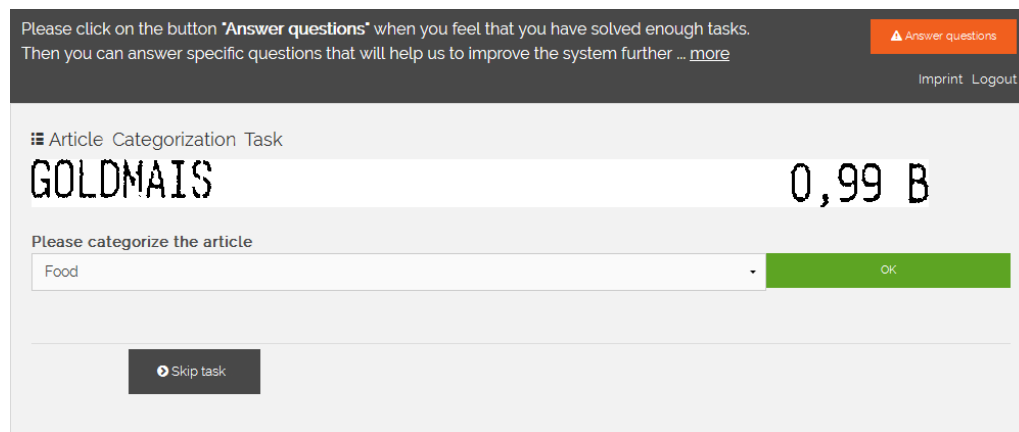 Please click on the button "Answer questions" when you feel that you have solved enough tasks.
Then you can answer specific questions that will help us to improve the system further ... more
Answer questions
Imprint Logout
Article Categorization Task
GOLDMAIS 0,99 B
Please categorize the article
Food
OK
Skip task